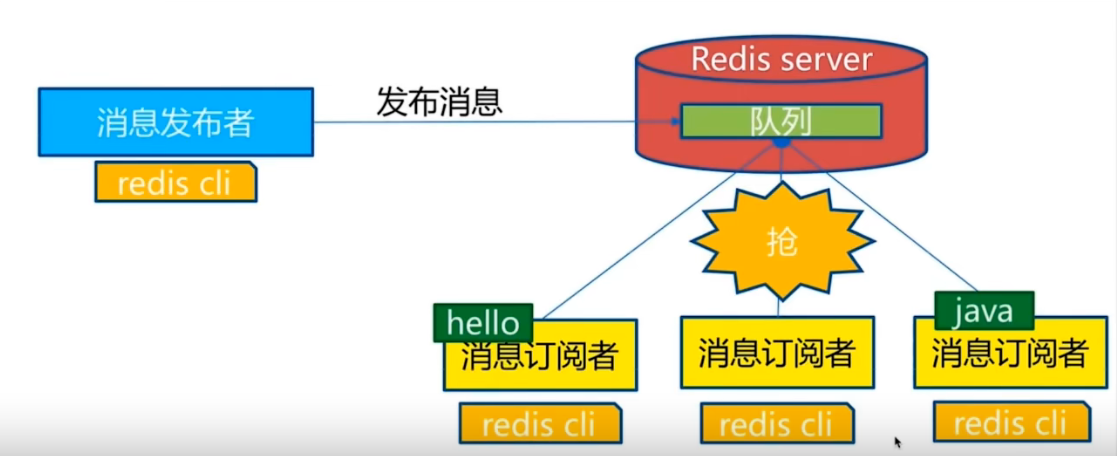 Redis server
消息发布者
发布消息
队列
redis cli
抢
hello
java
消息订阅者
消息订阅者
消息订阅者
redis cli
redis cli
redis cli